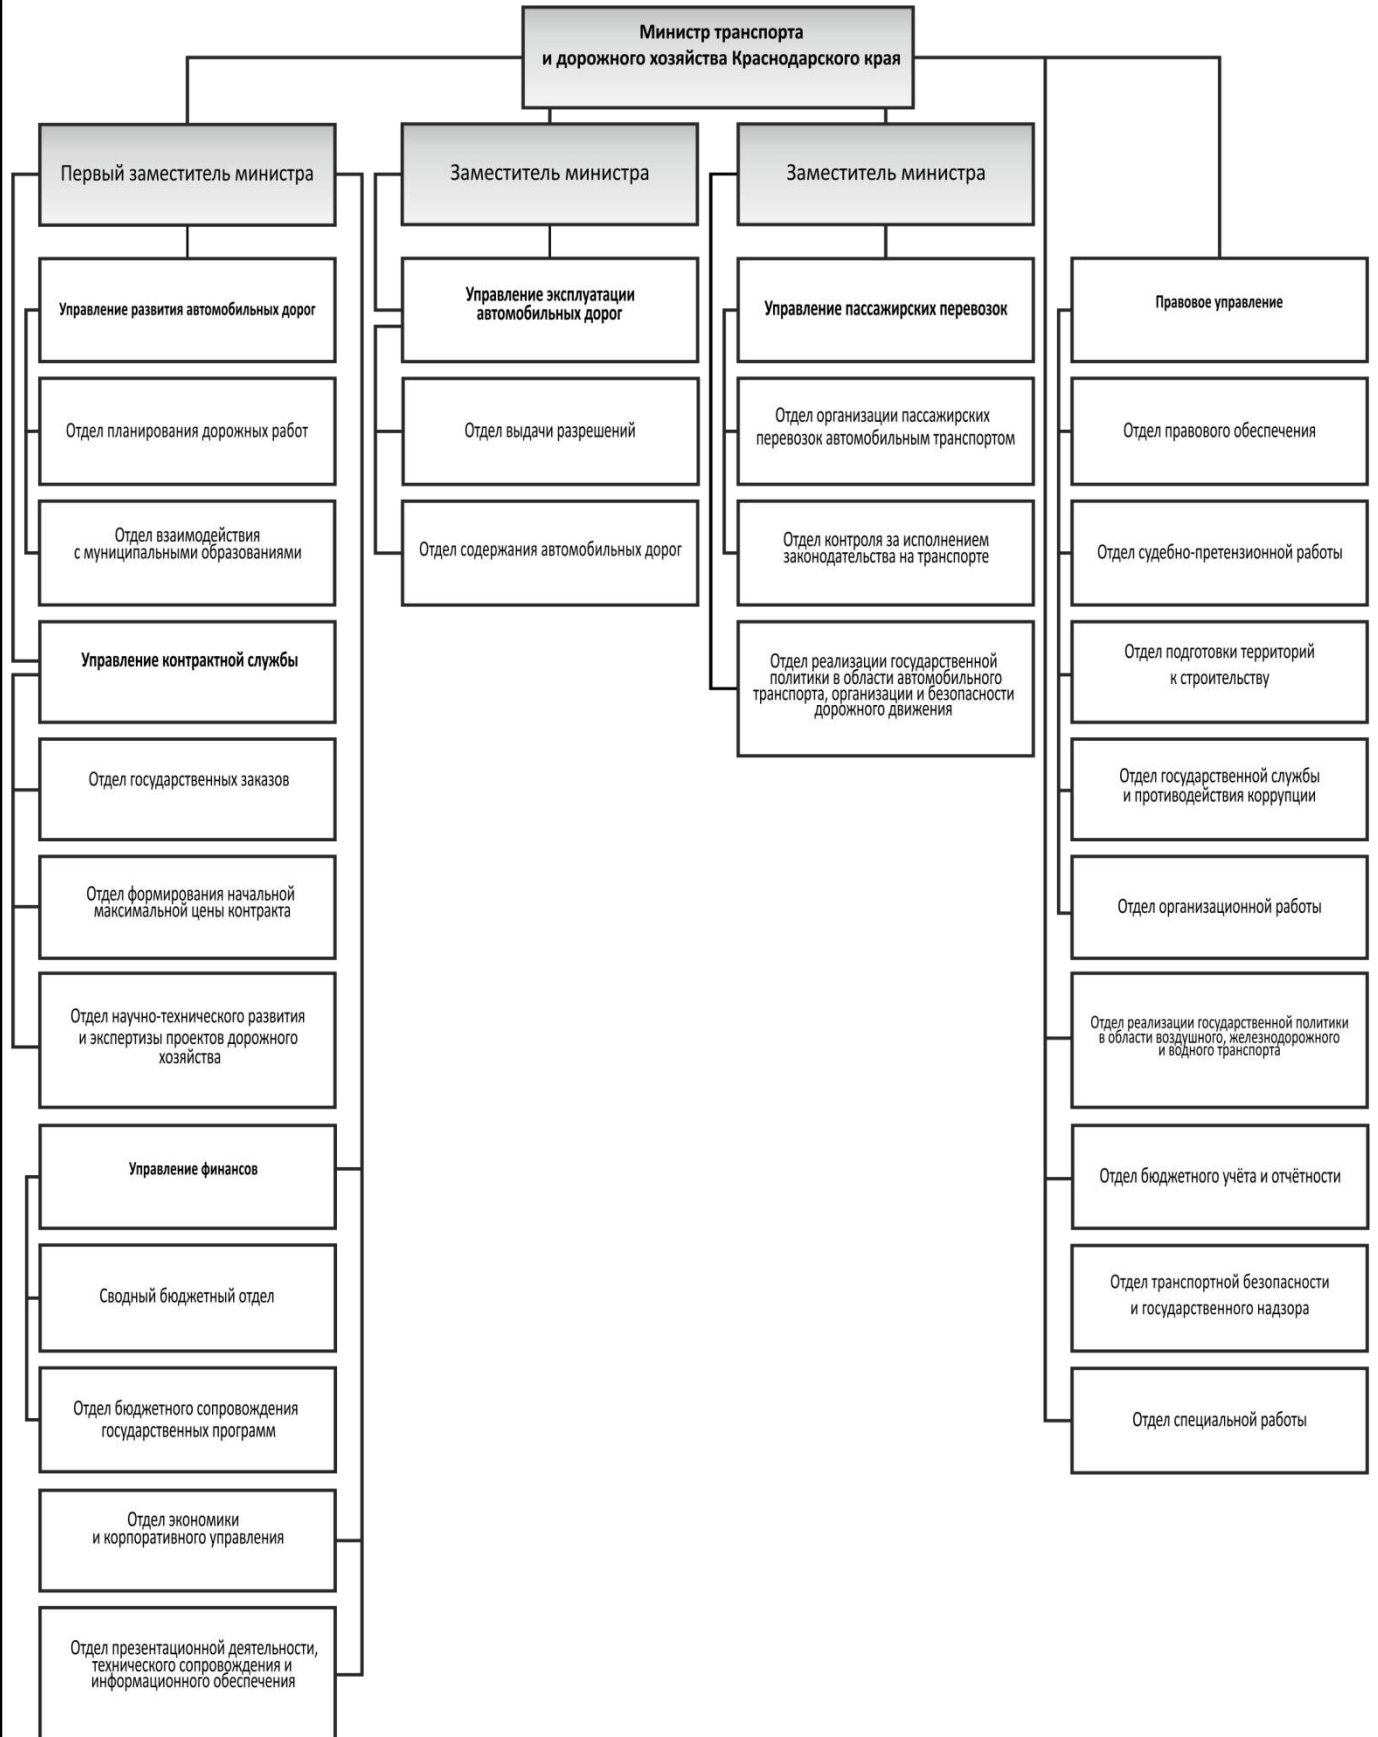 Министр транспорта
и дорожного хозяйства Краснодарского края
Первый заместитель министра
Управление развития автомобильных дорог
Отдел планирования дорожных работ
Отдел взаимодействия
с муниципальными образованиями
Управление контрактной службы
Отдел государственных заказов
Отдел формирования начальной
максимальной цены контракта
Отдел научно-технического развития
и экспертизы проектов дорожного
хозяйства
Управление финансов
Сводный бюджетный отдел
Отдел бюджетного сопровождения
государственных программ
Отдел экономики
и корпоративного управления
Отдел презентационной деятельности,
технического сопровождения и
информационного обеспечения
Заместитель министра
Управление эксплуатации
автомобильных дорог
Отдел выдачи разрешений
Отдел содержания автомобильных дорог
Заместитель министра
Управление пассажирских перевозок
Отдел организации пассажирских
перевозок автомобильным транспортом
Отдел контроля за исполнением
законодательства на транспорте
Отдел реализации государственной
политики в области автомобильного
транспорта, организации и безопасности
дорожного движения
Правовое управление
Отдел правового обеспечения
Отдел судебно-претензионной работы
Отдел подготовки территорий
к строительству
Отдел государственной службы
и противодействия коррупции
Отдел организационной работы
Отдел реализации государственной политики
в области воздушного, железнодорожного
и водного транспорта
Отдел бюджетного учёта и отчётности
Отдел транспортной безопасности
и государственного надзора
Отдел специальной работы